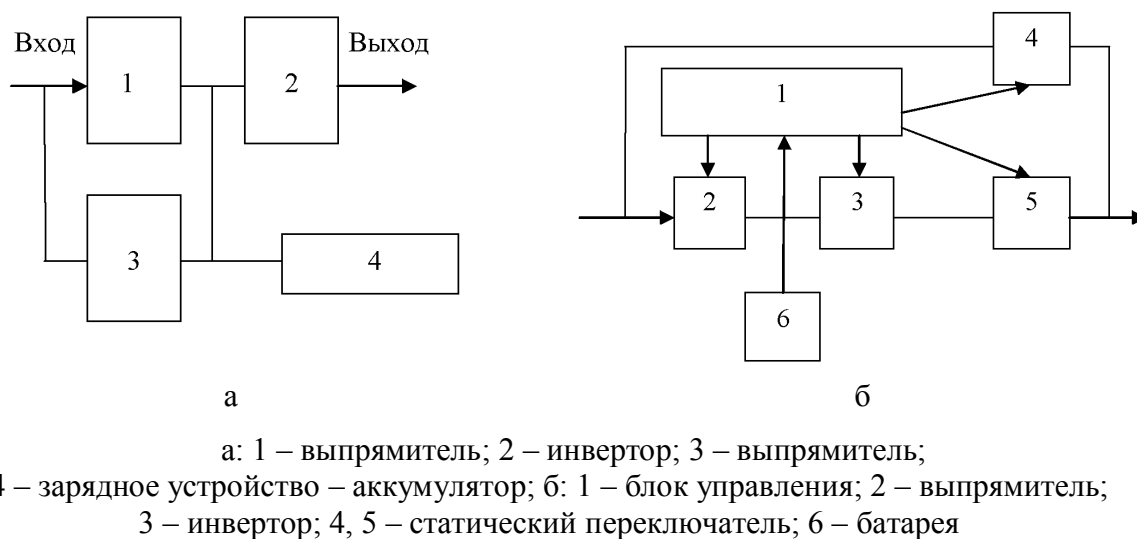 Вход
Выход
1
2
3
4
а
4
1
2
3
5
6
б
а: 1 – выпрямитель; 2 – инвертор; 3 – выпрямитель;
4 – зарядное устройство – аккумулятор; б: 1 – блок управления; 2 – выпрямитель;
3 – инвертор; 4, 5 – статический переключатель; 6 – батарея